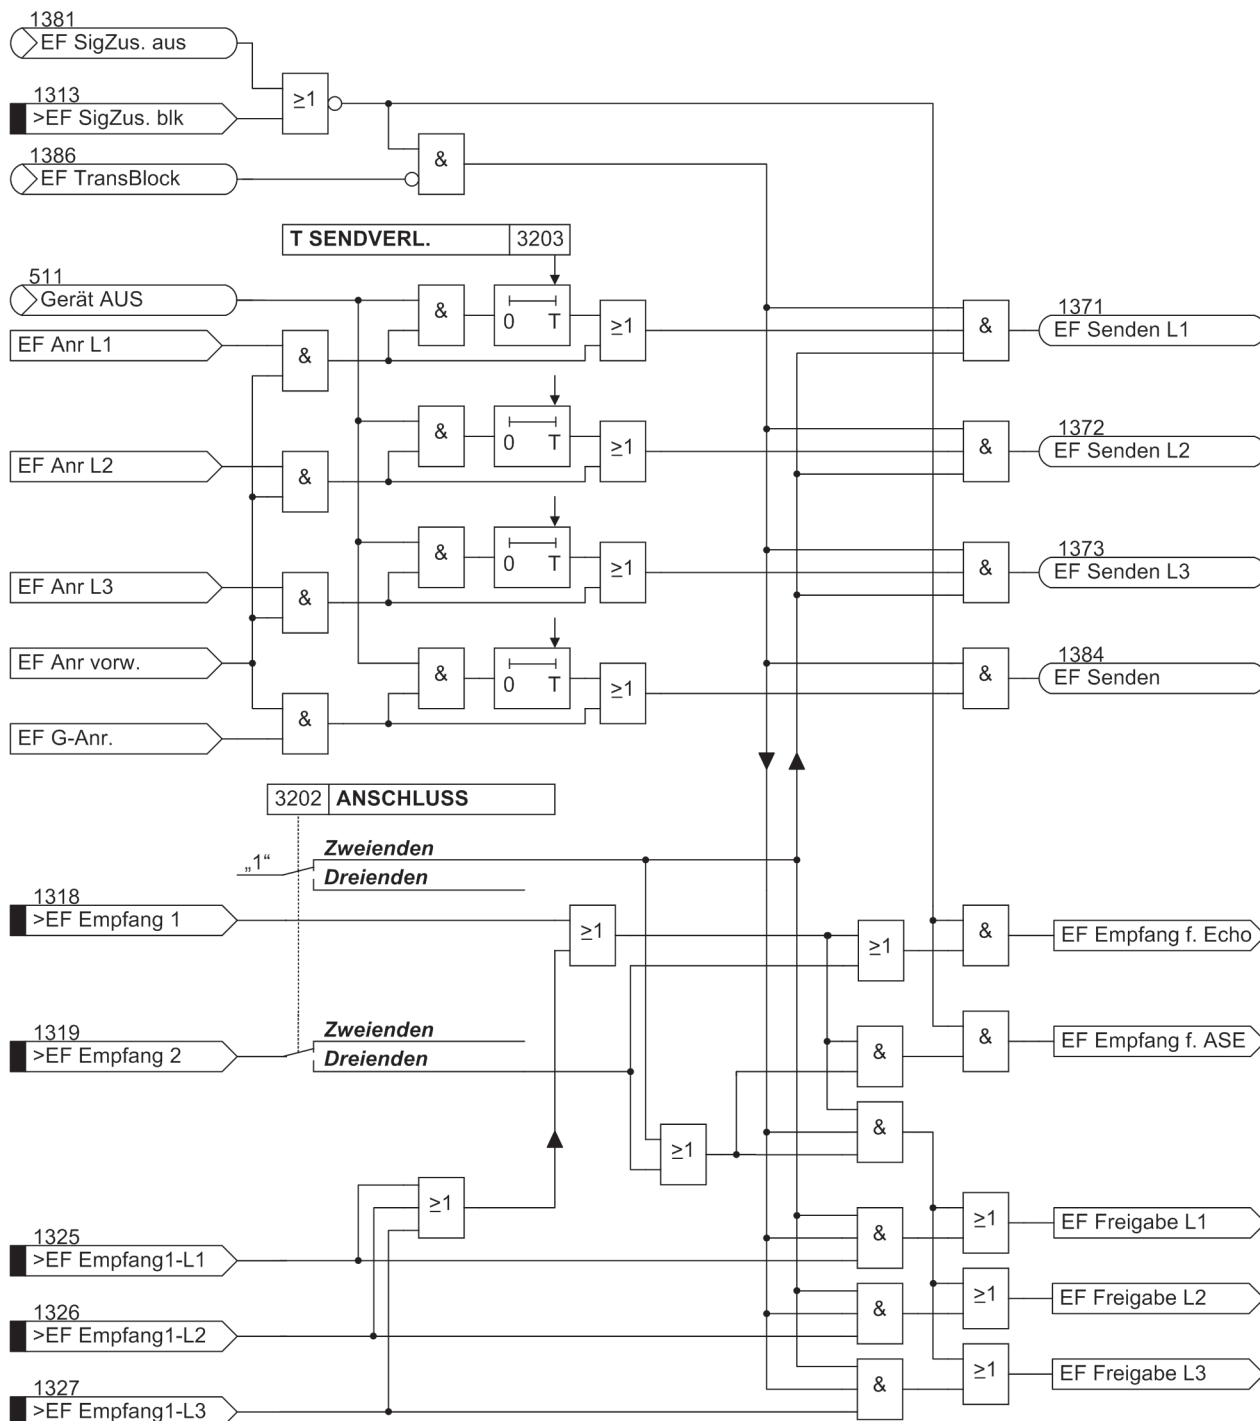 1381
EF SigZus. aus
1313
>EF SigZus. blk
≥1
1386
EF TransBlock
&
T SENDVERL. 3203
511
Gerät AUS
& 0 T ≥1
&
1371
EF Senden L1
EF Anr L1
&
& 0 T ≥1
&
1372
EF Senden L2
EF Anr L2
&
& 0 T ≥1
&
1373
EF Senden L3
EF Anr L3
&
EF Anr vorw.
& 0 T ≥1
&
1384
EF Senden
EF G-Anr.
&
3202 ANSCHLUSS
„1“
Zweienden
Dreienden
1318
>EF Empfang 1
≥1
≥1
&
EF Empfang f. Echo
1319
>EF Empfang 2
Zweienden
Dreienden
&
&
EF Empfang f. ASE
≥1
&
≥1
1325
>EF Empfang1-L1
&
≥1
EF Freigabe L1
1326
>EF Empfang1-L2
&
≥1
EF Freigabe L2
1327
>EF Empfang1-L3
&
≥1
EF Freigabe L3